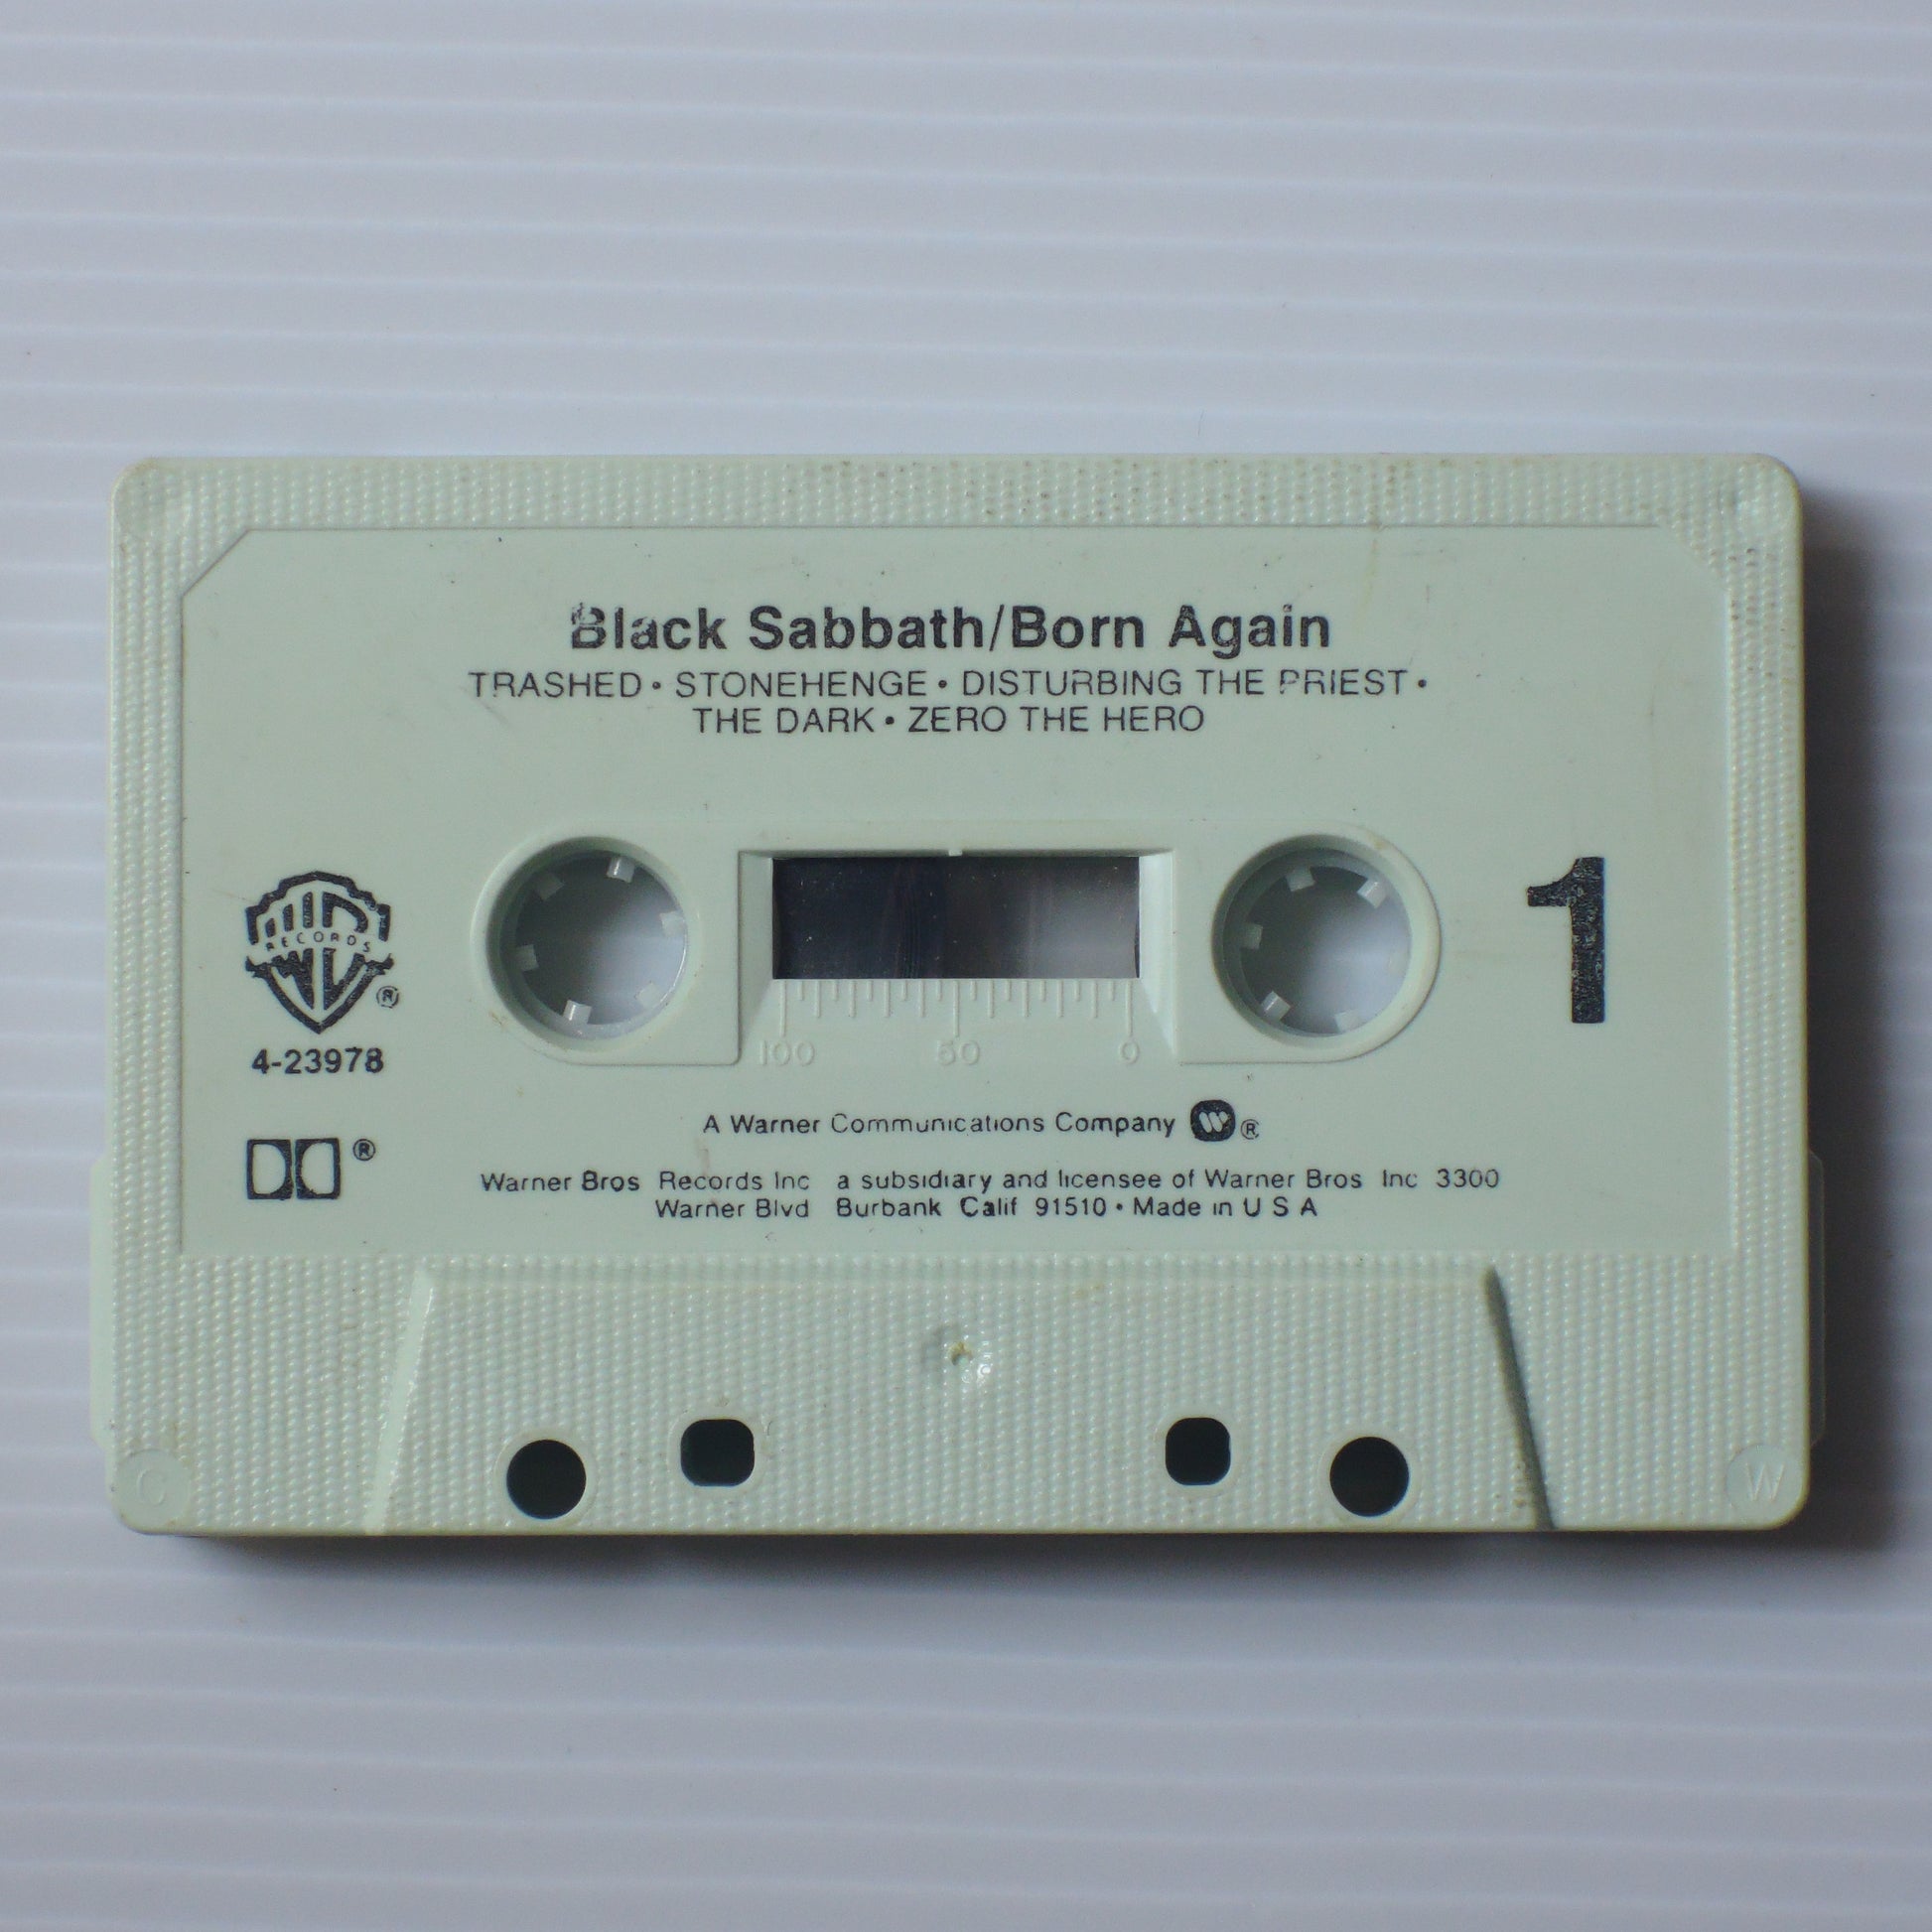 Black Sabbath/Born Again
TRASHED • STONEHENGE • DISTURBING THE PRIEST •
THE DARK • ZERO THE HERO
RECORDS
®
1
4-23978
100 50 0
A Warner Communications Company ®
®
Warner Bros Records Inc a subsidiary and licensee of Warner Bros Inc 3300
Warner Blvd Burbank Calif 91510 • Made in U S A
C
W